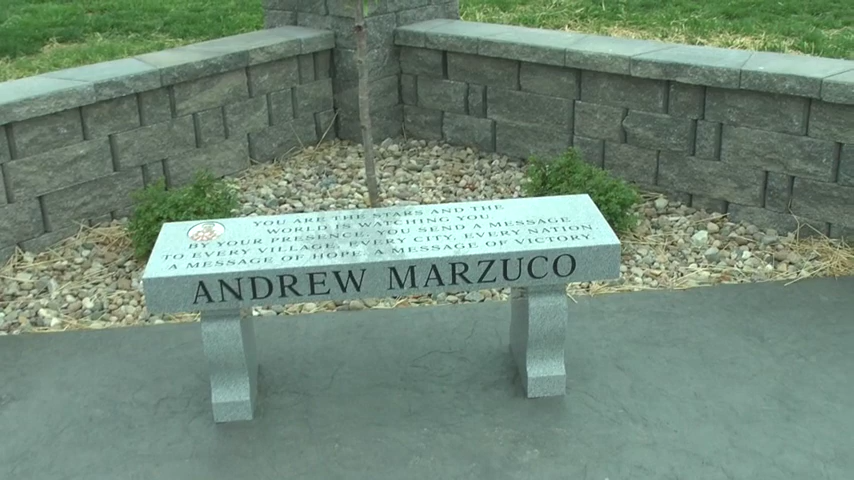 YOU ARE THE STARS AND THE
WORLD IS WATCHING YOU.
BY YOUR PRESENCE, YOU SEND A MESSAGE
TO EVERY VILLAGE, EVERY CITY, EVERY NATION
A MESSAGE OF HOPE, A MESSAGE OF VICTORY.
ANDREW MARZUCO